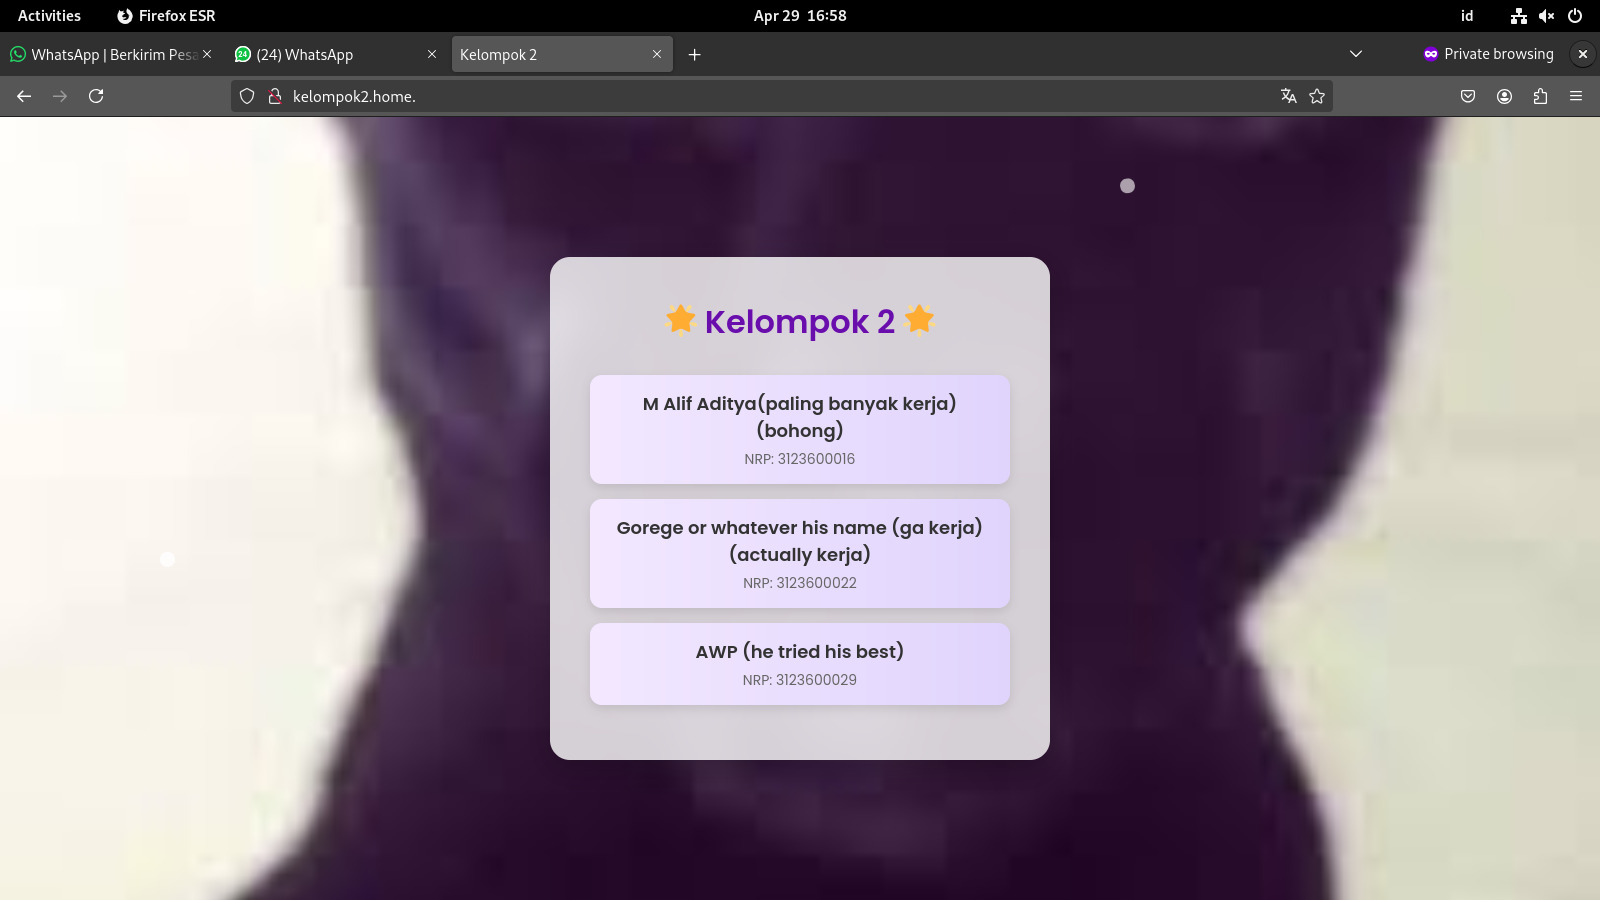 Activities Firefox ESR Apr 29 16:58 id
WhatsApp | Berkirim Pesa (24) WhatsApp Kelompok 2 Private browsing
kelompok2.home.
🌟 Kelompok 2 🌟
M Alif Aditya(paling banyak kerja)
(bohong)
NRP: 3123600016
Gorege or whatever his name (ga kerja)
(actually kerja)
NRP: 3123600022
AWP (he tried his best)
NRP: 3123600029